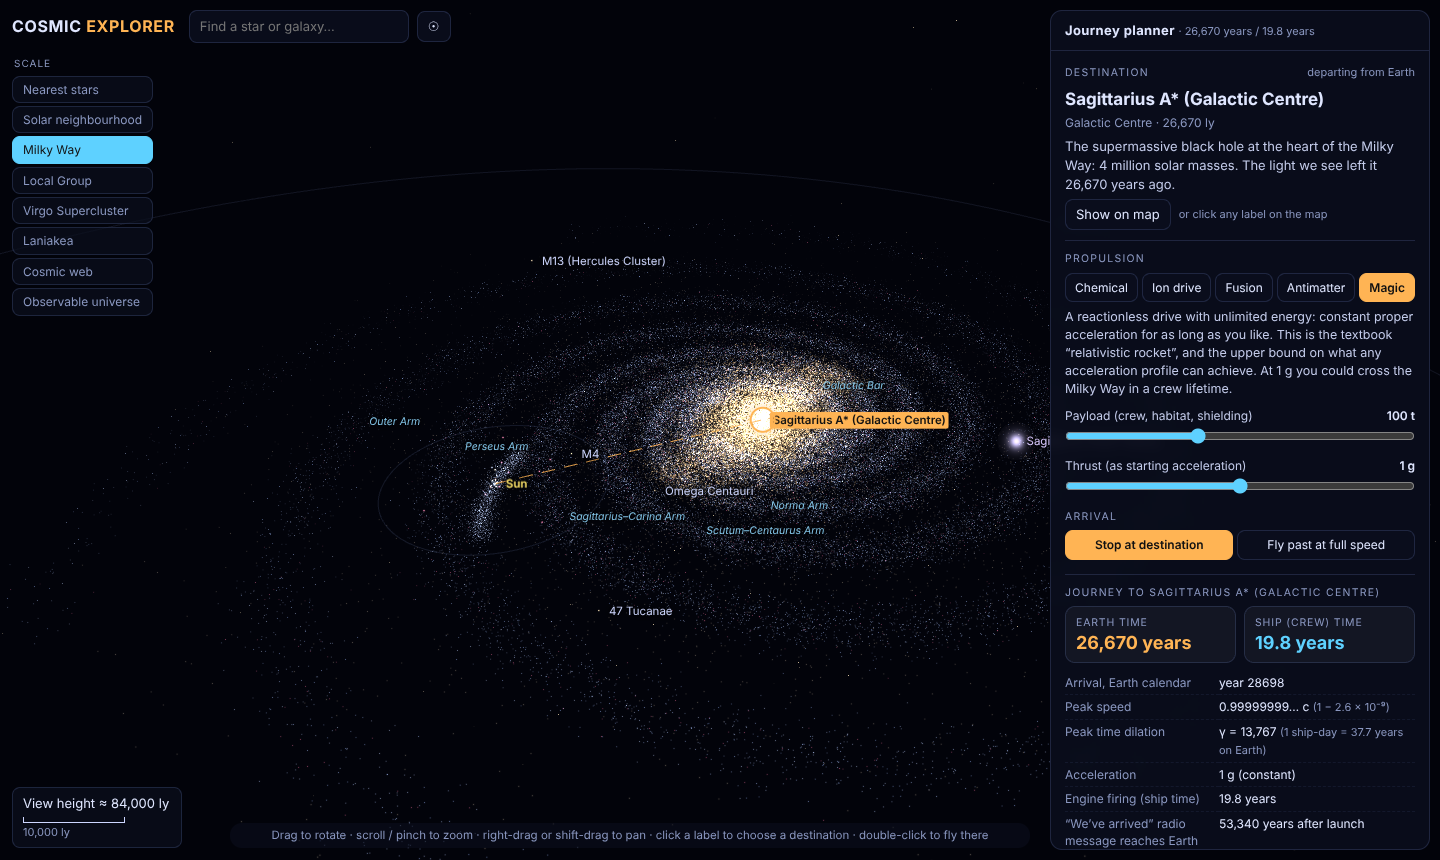 COSMIC EXPLORER
Find a star or galaxy...
SCALE
Nearest stars
Solar neighbourhood
Milky Way
Local Group
Virgo Supercluster
Laniakea
Cosmic web
Observable universe
M13 (Hercules Cluster)
Galactic Bar
Outer Arm
Sagittarius A* (Galactic Centre)
Perseus Arm
Sagi
M4
Sun
Omega Centauri
Norma Arm
Sagittarius–Carina Arm
Scutum–Centaurus Arm
47 Tucanae
View height ≈ 84,000 ly
10,000 ly
Drag to rotate · scroll / pinch to zoom · right-drag or shift-drag to pan · click a label to choose a destination · double-click to fly there
Journey planner · 26,670 years / 19.8 years
DESTINATION departing from Earth
Sagittarius A* (Galactic Centre)
Galactic Centre · 26,670 ly
The supermassive black hole at the heart of the Milky
Way: 4 million solar masses. The light we see left it
26,670 years ago.
Show on map or click any label on the map
PROPULSION
Chemical Ion drive Fusion Antimatter Magic
A reactionless drive with unlimited energy: constant proper
acceleration for as long as you like. This is the textbook
“relativistic rocket”, and the upper bound on what any
acceleration profile can achieve. At 1 g you could cross the
Milky Way in a crew lifetime.
Payload (crew, habitat, shielding) 100 t
Thrust (as starting acceleration) 1 g
ARRIVAL
Stop at destination Fly past at full speed
JOURNEY TO SAGITTARIUS A* (GALACTIC CENTRE)
EARTH TIME SHIP (CREW) TIME
26,670 years 19.8 years
Arrival, Earth calendar year 28698
Peak speed 0.99999999… c (1 − 2.6 × 10⁻⁹)
Peak time dilation γ = 13,767 (1 ship-day = 37.7 years
on Earth)
Acceleration 1 g (constant)
Engine firing (ship time) 19.8 years
“We’ve arrived” radio 53,340 years after launch
message reaches Earth